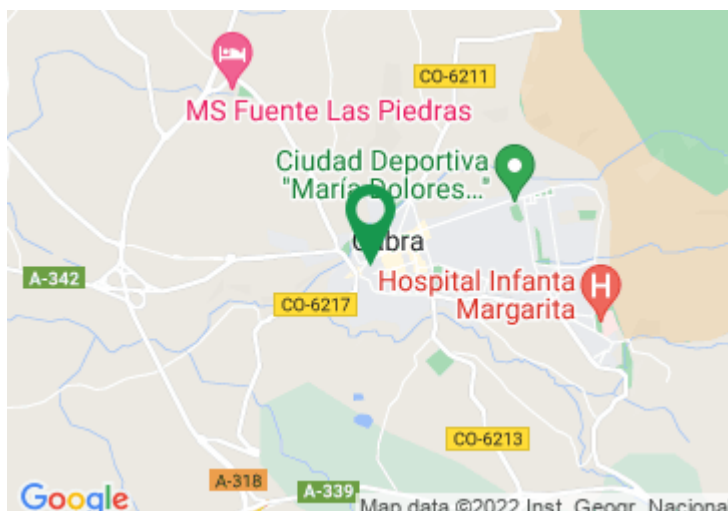 CO-6211
MS Fuente Las Piedras
Ciudad Deportiva
"María Dolores..."
Cabra
A-342
Hospital Infanta
Margarita
H
CO-6217
CO-6213
A-318
A-339
Google
Map data ©2022 Inst. Geogr. Naciona